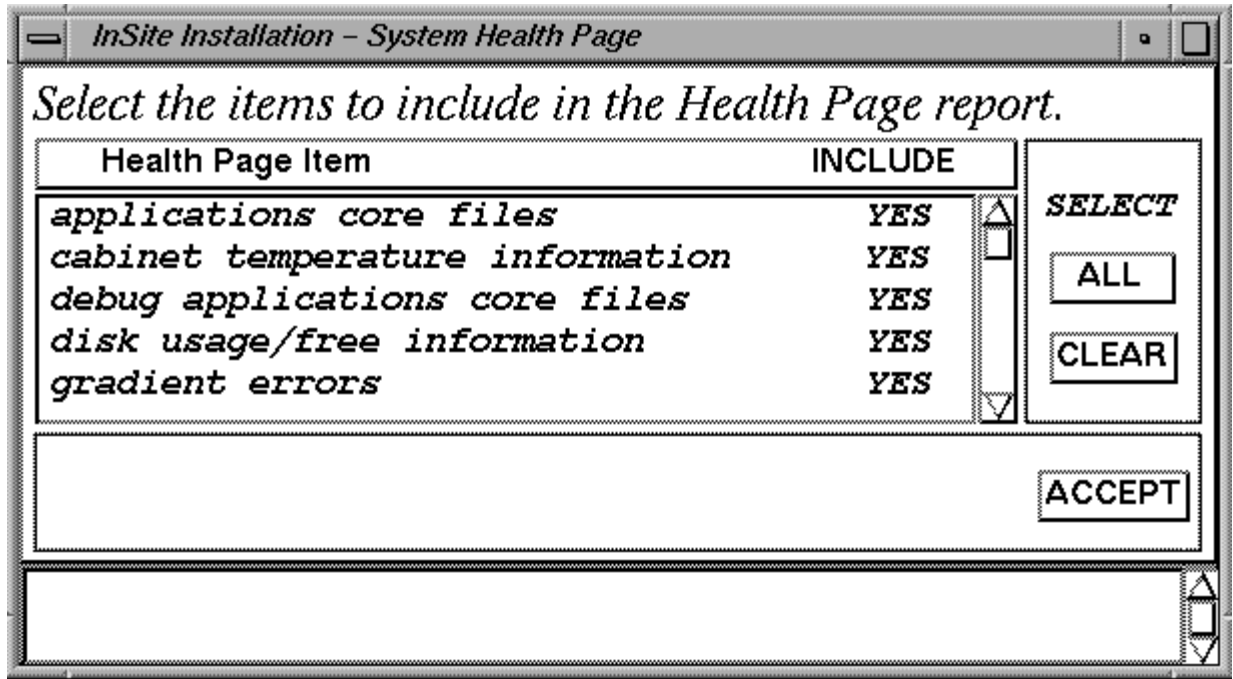 InSite Installation – System Health Page
Select the items to include in the Health Page report.
Health Page Item INCLUDE
applications core files YES
cabinet temperature information YES
debug applications core files YES
disk usage/free information YES
gradient errors YES
SELECT
ALL
CLEAR
ACCEPT